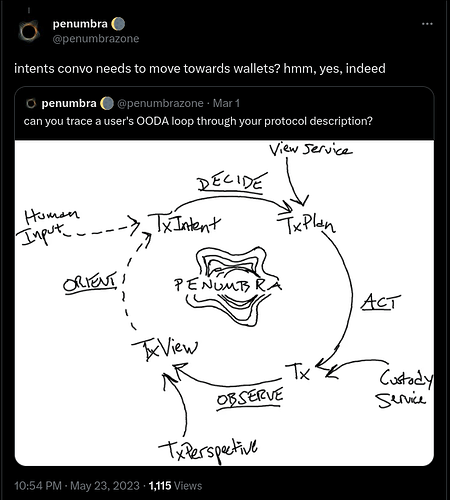 penumbra
@penumbrazone
intents convo needs to move towards wallets? hmm, yes, indeed
penumbra @penumbrazone · Mar 1
can you trace a user's OODA loop through your protocol description?
View Service
DECIDE
Human
Input
TxIntent
TxPlan
PENUMBRA
ORIENT
ACT
TxView
Tx
Custody
Service
OBSERVE
TxPerspective
10:54 PM · May 23, 2023 · 1,115 Views